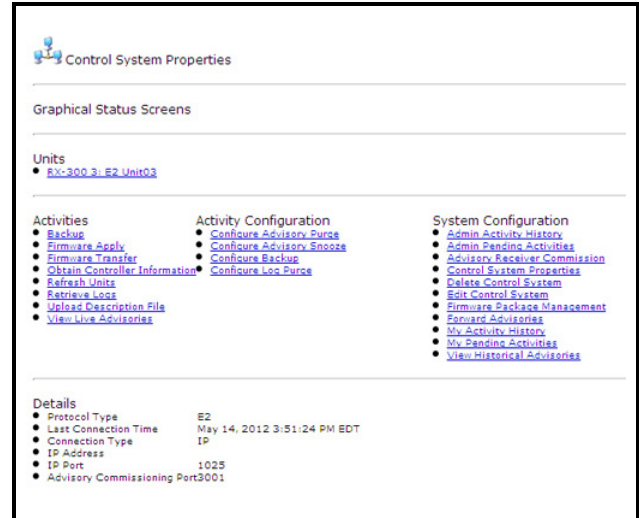 Control System Properties
Graphical Status Screens
Units
RX-300 3: E2 Unit03
Activities
Backup
Firmware Apply
Firmware Transfer
Obtain Controller Information
Refresh Units
Retrieve Logs
Upload Description File
View Live Advisories
Activity Configuration
Configure Advisory Purge
Configure Advisory Snooze
Configure Backup
Configure Log Purge
System Configuration
Admin Activity History
Admin Pending Activities
Advisory Receiver Commission
Control System Properties
Delete Control System
Edit Control System
Firmware Package Management
Forward Advisories
My Activity History
My Pending Activities
View Historical Advisories
Details
Protocol Type E2
Last Connection Time May 14, 2012 3:51:24 PM EDT
Connection Type IP
IP Address
IP Port 1025
Advisory Commissioning Port3001